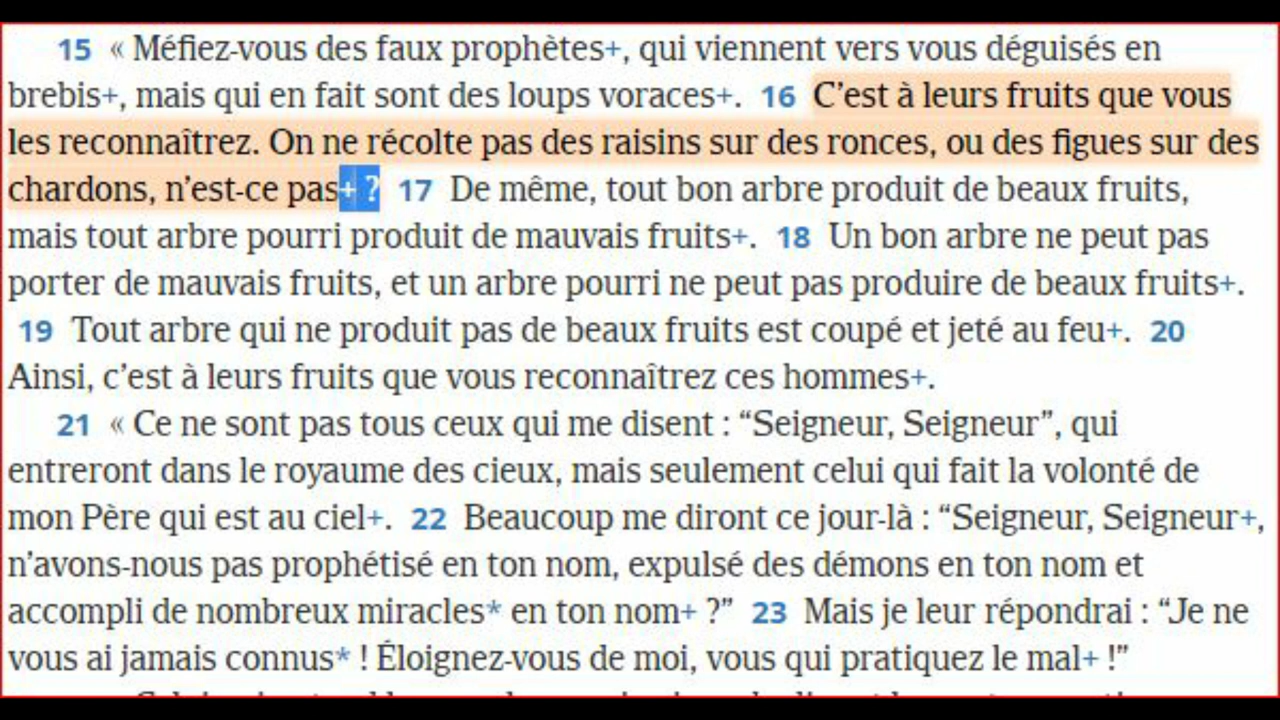 15 « Méfiez-vous des faux prophètes+, qui viennent vers vous déguisés en
brebis+, mais qui en fait sont des loups voraces+. 16 C’est à leurs fruits que vous
les reconnaîtrez. On ne récolte pas des raisins sur des ronces, ou des figues sur des
chardons, n’est-ce pas+ ? 17 De même, tout bon arbre produit de beaux fruits,
mais tout arbre pourri produit de mauvais fruits+. 18 Un bon arbre ne peut pas
porter de mauvais fruits, et un arbre pourri ne peut pas produire de beaux fruits+.
19 Tout arbre qui ne produit pas de beaux fruits est coupé et jeté au feu+. 20
Ainsi, c’est à leurs fruits que vous reconnaîtrez ces hommes+.
21 « Ce ne sont pas tous ceux qui me disent : “Seigneur, Seigneur”, qui
entreront dans le royaume des cieux, mais seulement celui qui fait la volonté de
mon Père qui est au ciel+. 22 Beaucoup me diront ce jour-là : “Seigneur, Seigneur+,
n’avons-nous pas prophétisé en ton nom, expulsé des démons en ton nom et
accompli de nombreux miracles* en ton nom+ ?” 23 Mais je leur répondrai : “Je ne
vous ai jamais connus* ! Éloignez-vous de moi, vous qui pratiquez le mal+ !”